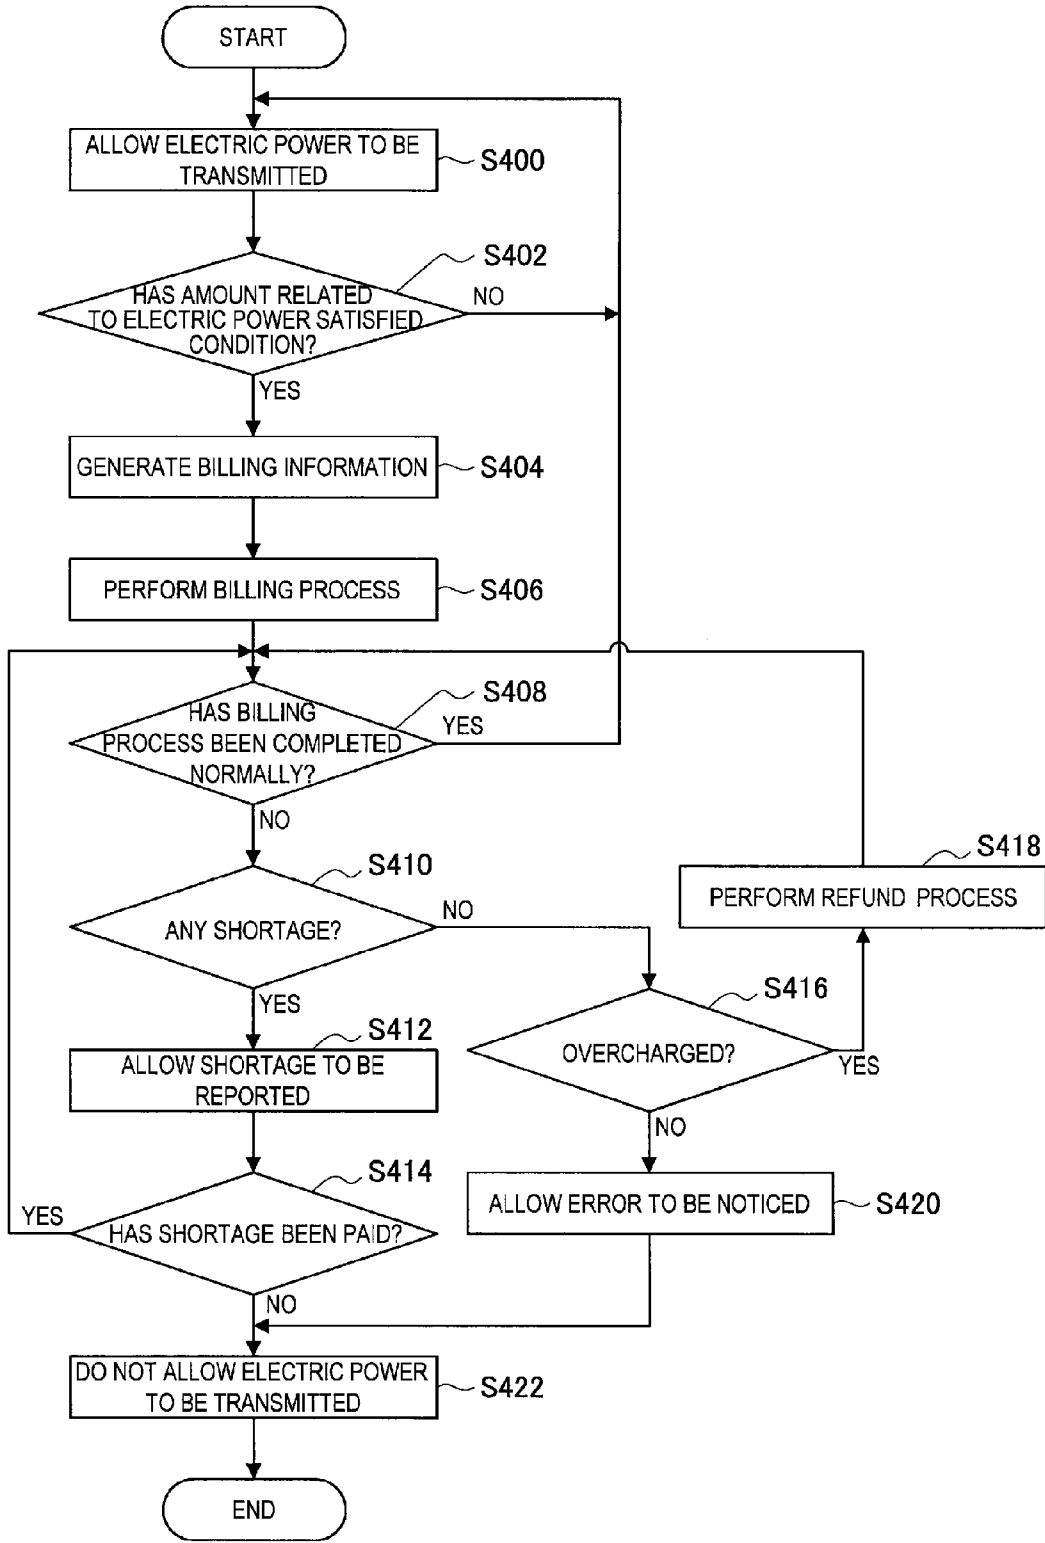 START
ALLOW ELECTRIC POWER TO BE
TRANSMITTED
S400
S402
HAS AMOUNT RELATED
TO ELECTRIC POWER SATISFIED
CONDITION?
NO
YES
GENERATE BILLING INFORMATION
S404
PERFORM BILLING PROCESS
S406
S408
HAS BILLING
PROCESS BEEN COMPLETED
NORMALLY?
YES
NO
S410
ANY SHORTAGE?
NO
YES
S418
PERFORM REFUND PROCESS
S416
OVERCHARGED?
YES
NO
S412
ALLOW SHORTAGE TO BE
REPORTED
S414
HAS SHORTAGE BEEN PAID?
YES
NO
ALLOW ERROR TO BE NOTICED
S420
DO NOT ALLOW ELECTRIC POWER
TO BE TRANSMITTED
S422
END